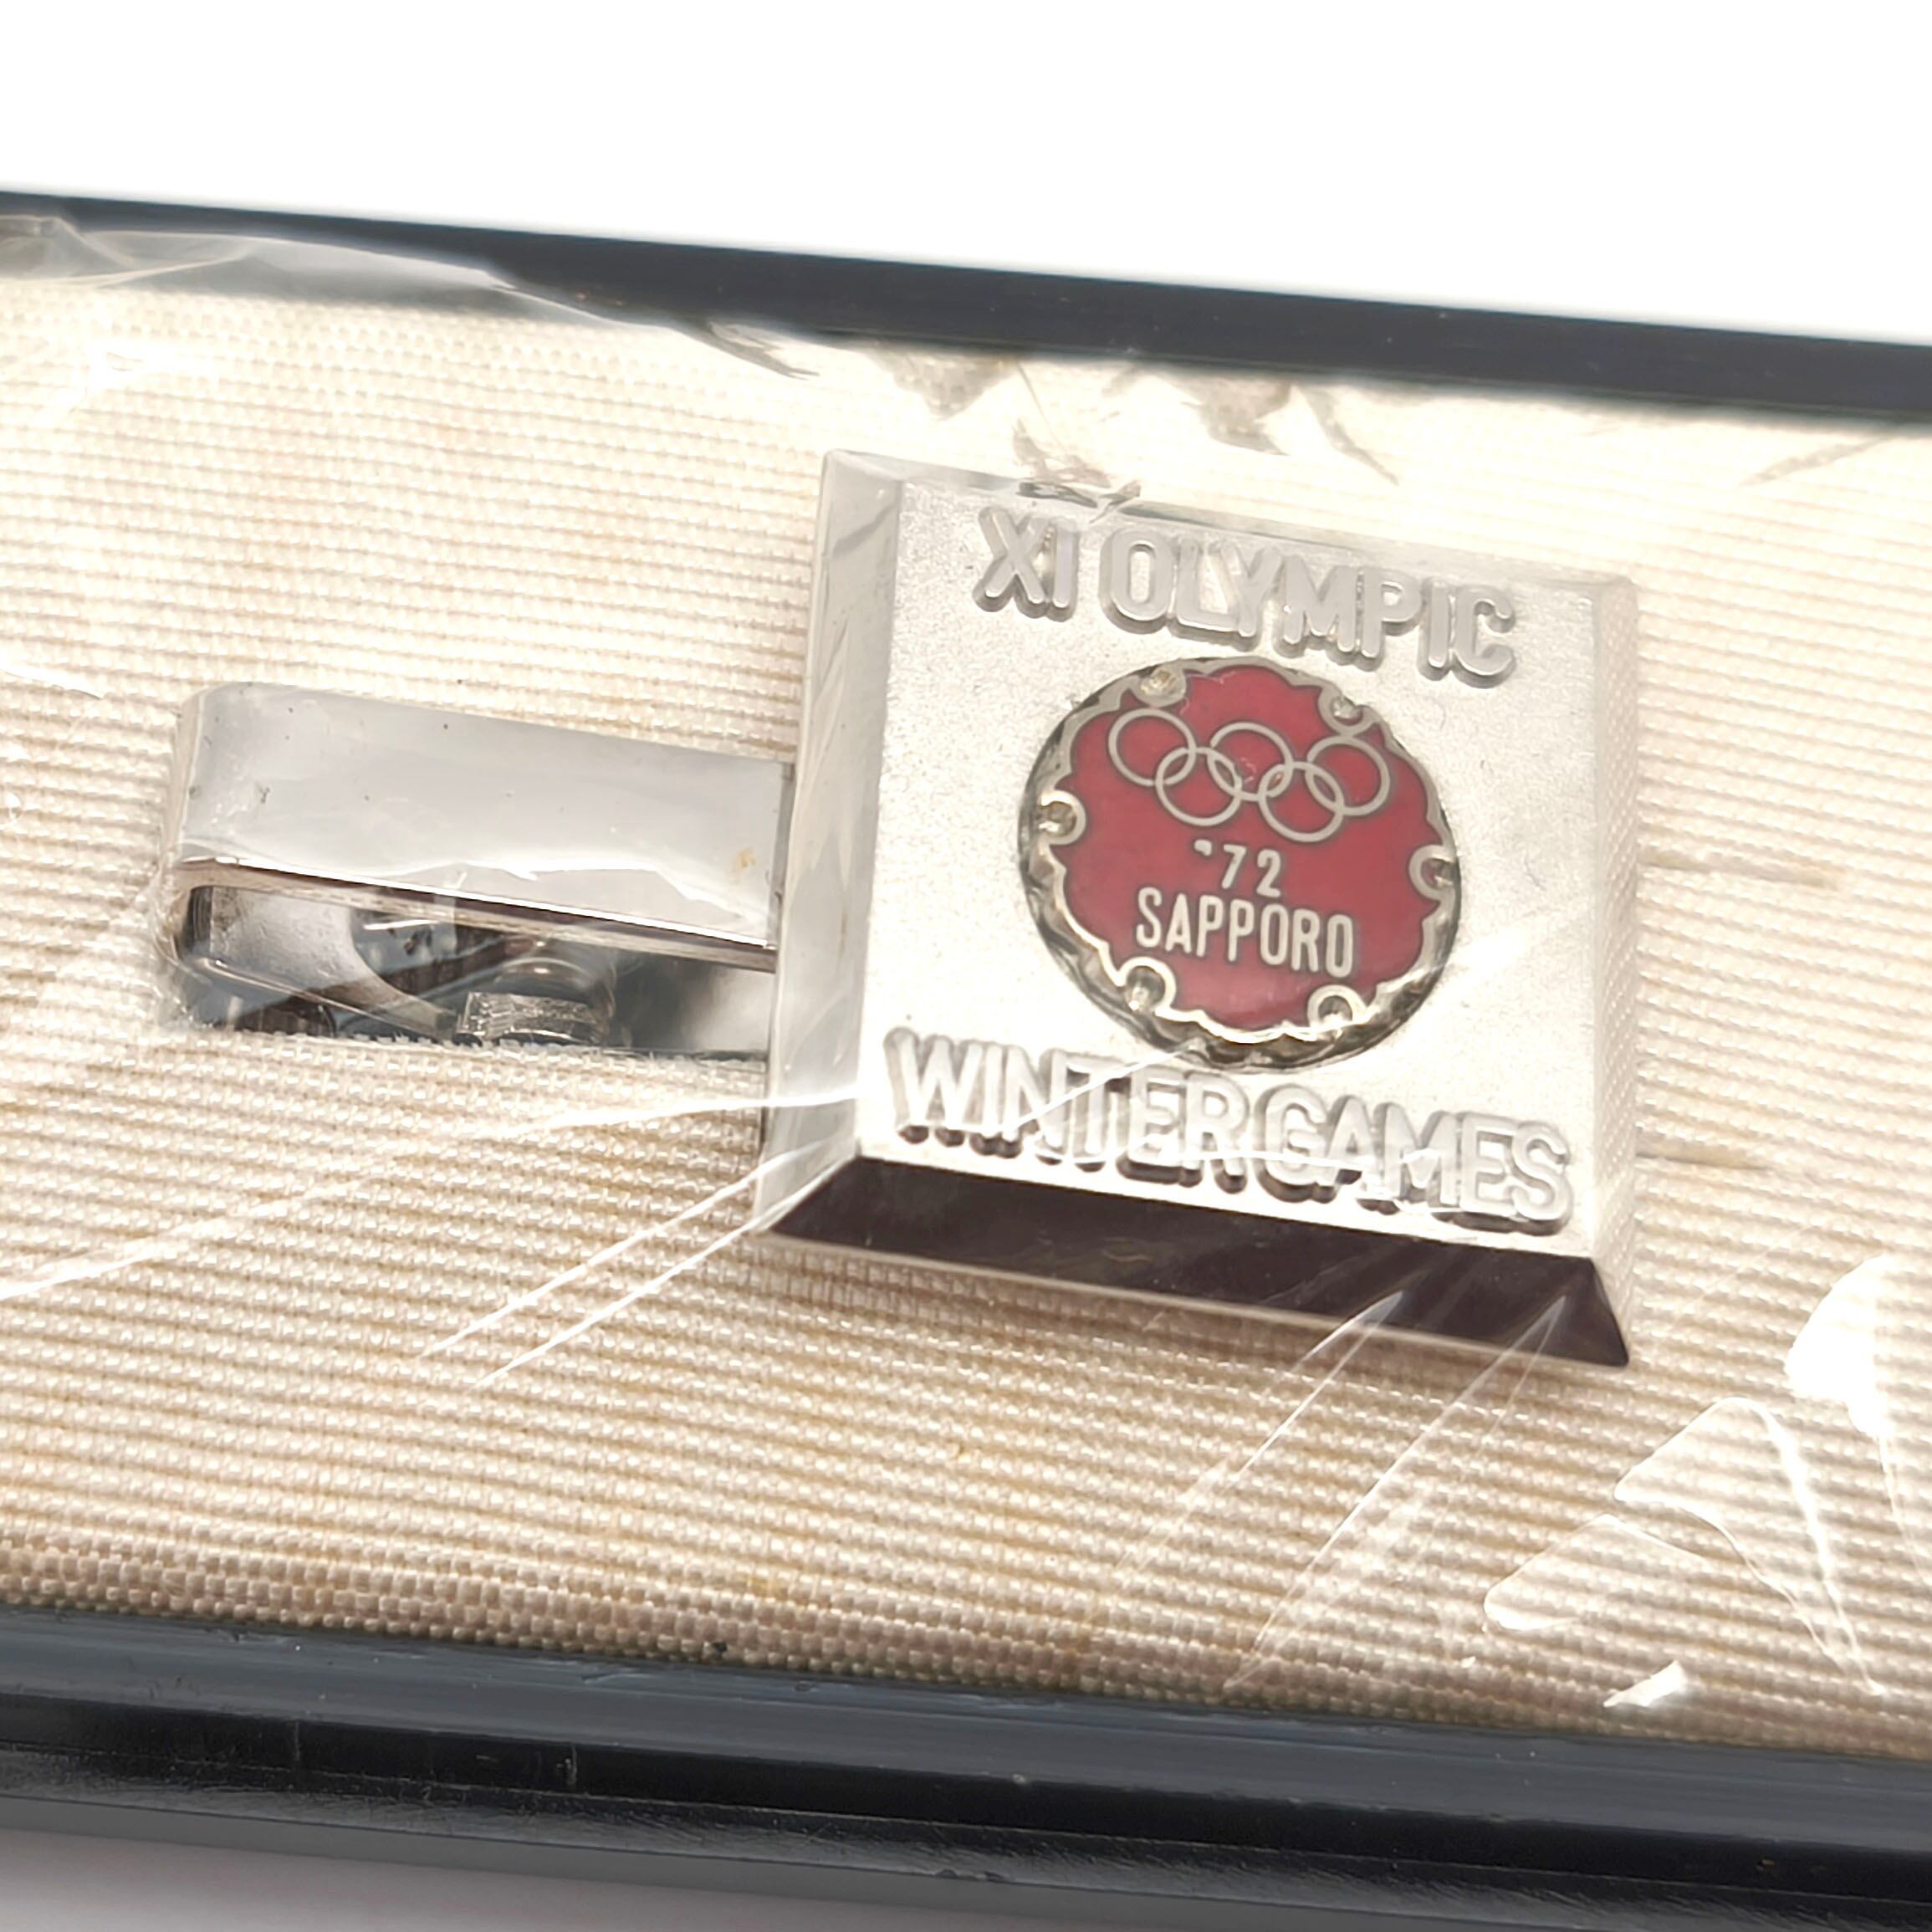 XI OLYMPIC
'72
SAPPORO
WINTER GAMES